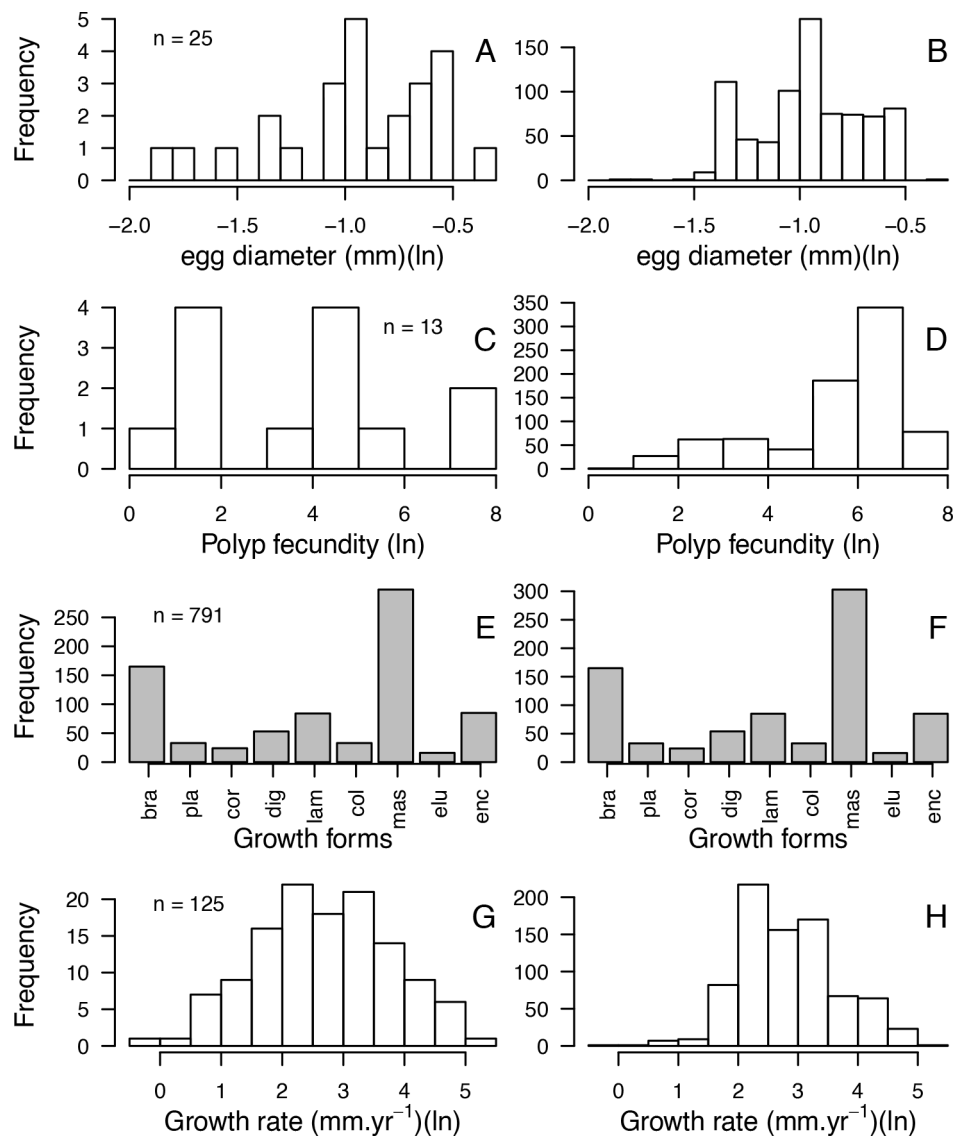 Frequency
5
4
3
2
1
0
n = 25
A
−2.0 −1.5 −1.0 −0.5
egg diameter (mm)(ln)
150
100
50
0
B
−2.0 −1.5 −1.0 −0.5
egg diameter (mm)(ln)
Frequency
4
3
2
1
0
n = 13
C
0 2 4 6 8
Polyp fecundity (ln)
350
300
250
200
150
100
50
0
D
0 2 4 6 8
Polyp fecundity (ln)
Frequency
250
200
150
100
50
0
n = 791
E
bra pla cor dig lam col mas elu enc
Growth forms
300
250
200
150
100
50
0
F
bra pla cor dig lam col mas elu enc
Growth forms
Frequency
20
15
10
5
0
n = 125
G
0 1 2 3 4 5
Growth rate (mm.yr⁻¹)(ln)
200
150
100
50
0
H
0 1 2 3 4 5
Growth rate (mm.yr⁻¹)(ln)